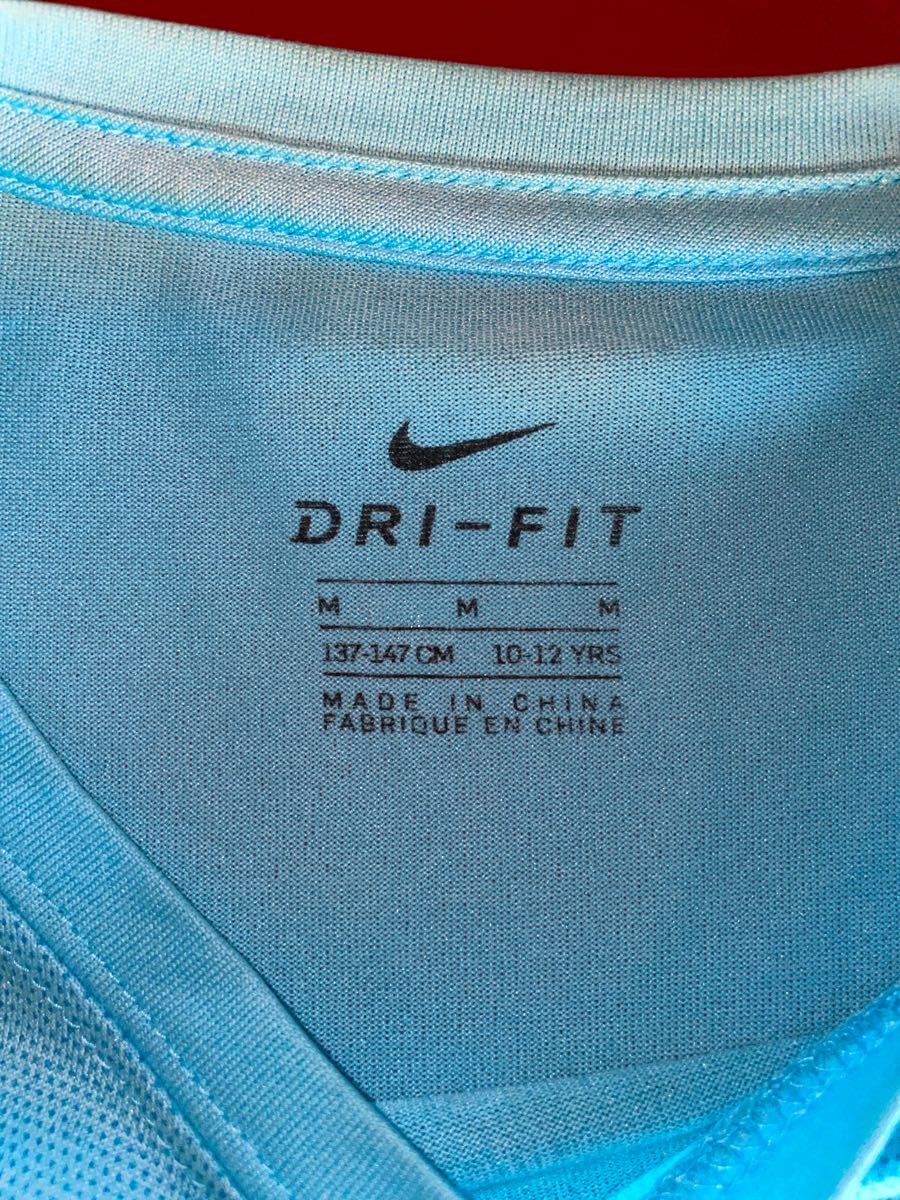 DRI-FIT
M M M
137-147 CM 10-12 YRS
MADE IN CHINA
FABRIQUE EN CHINE